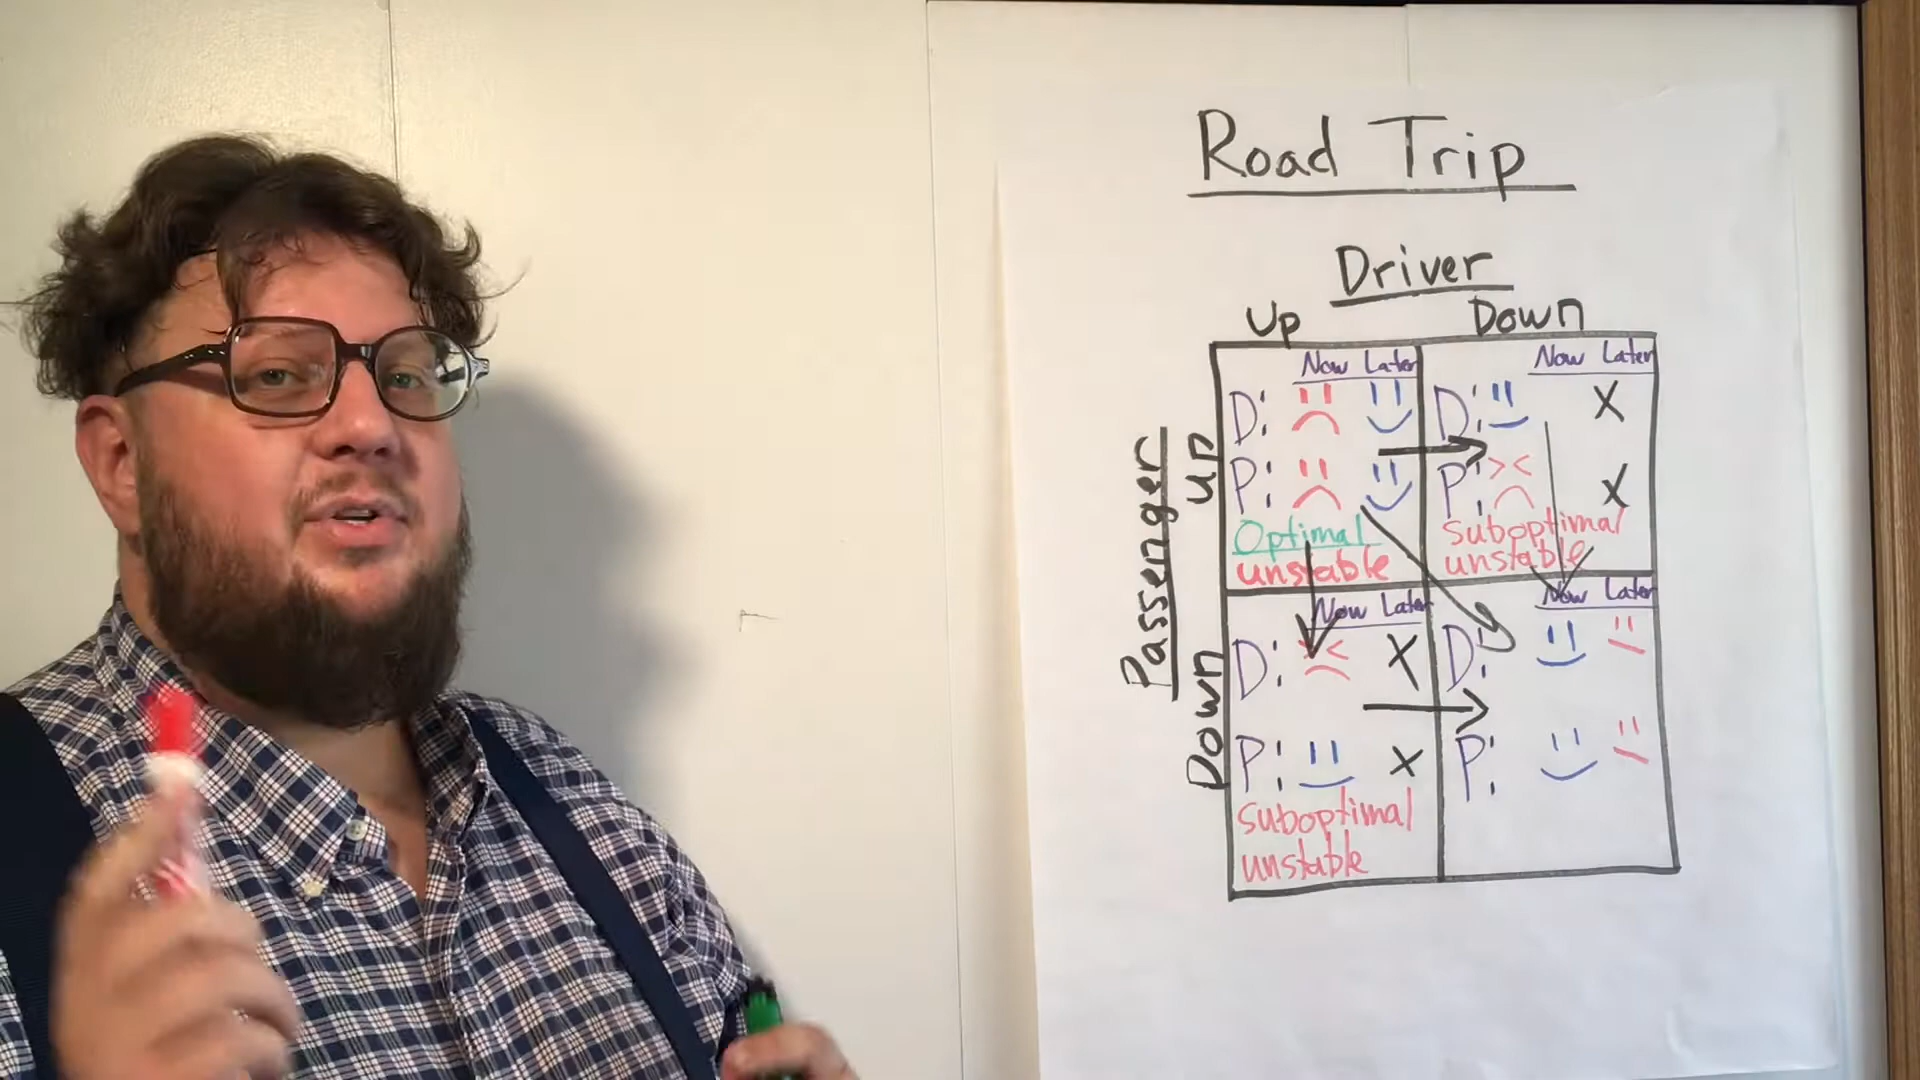 Road Trip
Driver
Up Down
Passenger
Up
Down
Now Later
D:
P:
Optimal
unstable
Now Later
D: X
P: X
suboptimal
unstable
Now Later
D: X
P: X
suboptimal
unstable
Now Later
D:
P: